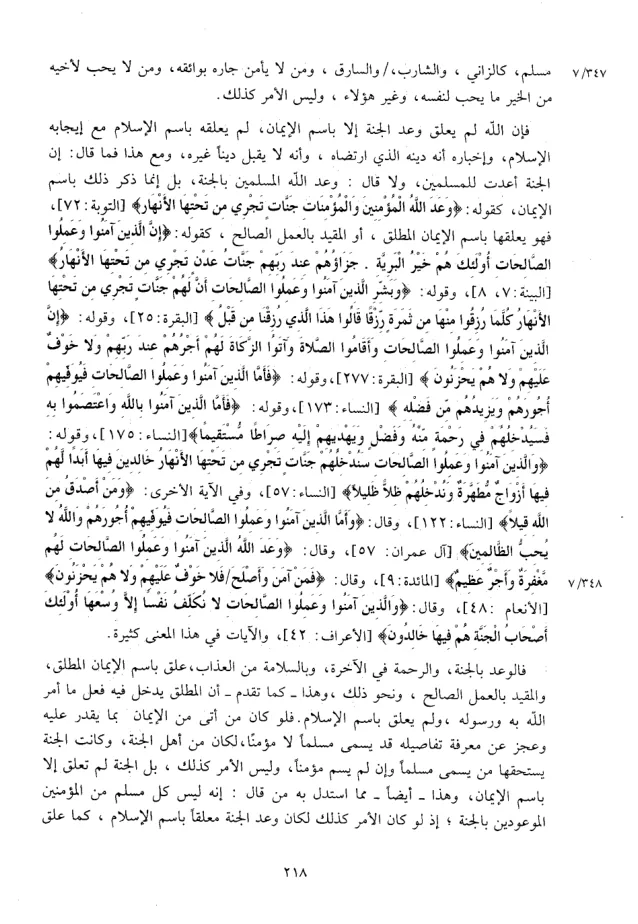 ٧/٣٤٧ مسلم، كالزاني ، والشارب،/والسارق ، ومن لا يأمن جاره بوائقه، ومن لا يحب لأخيه
من الخير ما يحب لنفسه، وغير هؤلاء ، وليس الأمر كذلك.
فإن الله لم يعلق وعد الجنة إلا باسم الإيمان، لم يعلقه باسم الإسلام مع إيجابه
الإسلام، وإخباره أنه دينه الذي ارتضاه ، وأنه لا يقبل ديناً غيره، ومع هذا فما قال: إن
الجنة أعدت للمسلمين، ولا قال : وعد الله المسلمين بالجنة، بل إنما ذكر ذلك باسم
الإيمان، كقوله: ﴿وَعَدَ اللَّهُ الْمُؤْمِنِينَ وَالْمُؤْمِنَاتِ جَنَّاتٍ تَجْرِي مِن تَحْتِهَا الأَنْهَارُ﴾ [التوبة:٧٢]،
فهو يعلقها باسم الإيمان المطلق ، أو المقيد بالعمل الصالح ، كقوله: ﴿إِنَّ الَّذِينَ آمَنُوا وَعَمِلُوا
الصَّالِحَاتِ أُوْلَئِكَ هُمْ خَيْرُ الْبَرِيَّةِ . جَزَاؤُهُمْ عِندَ رَبِّهِمْ جَنَّاتُ عَدْنٍ تَجْرِي مِن تَحْتِهَا الأَنْهَارُ﴾
[البينة:٧، ٨]، وقوله: ﴿وَبَشِّرِ الَّذِينَ آمَنُوا وَعَمِلُوا الصَّالِحَاتِ أَنَّ لَهُمْ جَنَّاتٍ تَجْرِي مِن تَحْتِهَا
الأَنْهَارُ كُلَّمَا رُزِقُوا مِنْهَا مِن ثَمَرَةٍ رِّزْقًا قَالُوا هَذَا الَّذِي رُزِقْنَا مِن قَبْلُ ﴾ [البقرة:٢٥]، وقوله: ﴿إِنَّ
الَّذِينَ آمَنُوا وَعَمِلُوا الصَّالِحَاتِ وَأَقَامُوا الصَّلاةَ وَآتَوُا الزَّكَاةَ لَهُمْ أَجْرُهُمْ عِندَ رَبِّهِمْ وَلا خَوْفٌ
عَلَيْهِمْ وَلا هُمْ يَحْزَنُونَ ﴾ [البقرة:٢٧٧]،وقوله: ﴿فَأَمَّا الَّذِينَ آمَنُوا وَعَمِلُوا الصَّالِحَاتِ فَيُوَفِّيهِمْ
أُجُورَهُمْ وَيَزِيدُهُم مِّن فَضْلِهِ ﴾ [النساء:١٧٣]،وقوله: ﴿فَأَمَّا الَّذِينَ آمَنُوا بِاللَّهِ وَاعْتَصَمُوا بِهِ
فَسَيُدْخِلُهُمْ فِي رَحْمَةٍ مِّنْهُ وَفَضْلٍ وَيَهْدِيهِمْ إِلَيْهِ صِرَاطًا مُّسْتَقِيمًا﴾[النساء:١٧٥]،وقوله:
﴿وَالَّذِينَ آمَنُوا وَعَمِلُوا الصَّالِحَاتِ سَنُدْخِلُهُمْ جَنَّاتٍ تَجْرِي مِن تَحْتِهَا الأَنْهَارُ خَالِدِينَ فِيهَا أَبَدًا لَّهُمْ
فِيهَا أَزْوَاجٌ مُّطَهَّرَةٌ وَنُدْخِلُهُمْ ظِلاًّ ظَلِيلاً﴾ [النساء:٥٧]، وفي الآية الأخرى: ﴿وَمَنْ أَصْدَقُ مِنَ
اللَّهِ قِيلاً﴾ [النساء:١٢٢]، وقال: ﴿وَأَمَّا الَّذِينَ آمَنُوا وَعَمِلُوا الصَّالِحَاتِ فَيُوَفِّيهِمْ أُجُورَهُمْ وَاللَّهُ لا
يُحِبُّ الظَّالِمِينَ﴾ [آل عمران: ٥٧]، وقال: ﴿وَعَدَ اللَّهُ الَّذِينَ آمَنُوا وَعَمِلُوا الصَّالِحَاتِ لَهُم
٧/٣٤٨ مَّغْفِرَةٌ وَأَجْرٌ عَظِيمٌ﴾ [المائدة:٩]، وقال: ﴿فَمَنْ آمَنَ وَأَصْلَحَ/فَلا خَوْفٌ عَلَيْهِمْ وَلا هُمْ يَحْزَنُونَ﴾
[الأنعام :٤٨]، وقال: ﴿وَالَّذِينَ آمَنُوا وَعَمِلُوا الصَّالِحَاتِ لا نُكَلِّفُ نَفْسًا إِلاَّ وُسْعَهَا أُوْلَئِكَ
أَصْحَابُ الْجَنَّةِ هُمْ فِيهَا خَالِدُونَ﴾ [الأعراف: ٤٢]، والآيات في هذا المعنى كثيرة.
فالوعد بالجنة، والرحمة في الآخرة، وبالسلامة من العذاب،علق باسم الإيمان المطلق،
والمقيد بالعمل الصالح ، ونحو ذلك ،وهذا ـ كما تقدم ـ أن المطلق يدخل فيه فعل ما أمر
الله به ورسوله ،ولم يعلق باسم الإسلام.فلو كان من أتى من الإيمان بما يقدر عليه
وعجز عن معرفة تفاصيله قد يسمى مسلماً لا مؤمنًا،لكان من أهل الجنة، وكانت الجنة
يستحقها من يسمى مسلماً وإن لم يسم مؤمناً، وليس الأمر كذلك ، بل الجنة لم تعلق إلا
باسم الإيمان، وهذا ـ أيضاً ـ مما استدل به من قال : إنه ليس كل مسلم من المؤمنين
الموعودين بالجنة ؛ إذ لو كان الأمر كذلك لكان وعد الجنة معلقاً باسم الإسلام ، كما علق
٢١٨